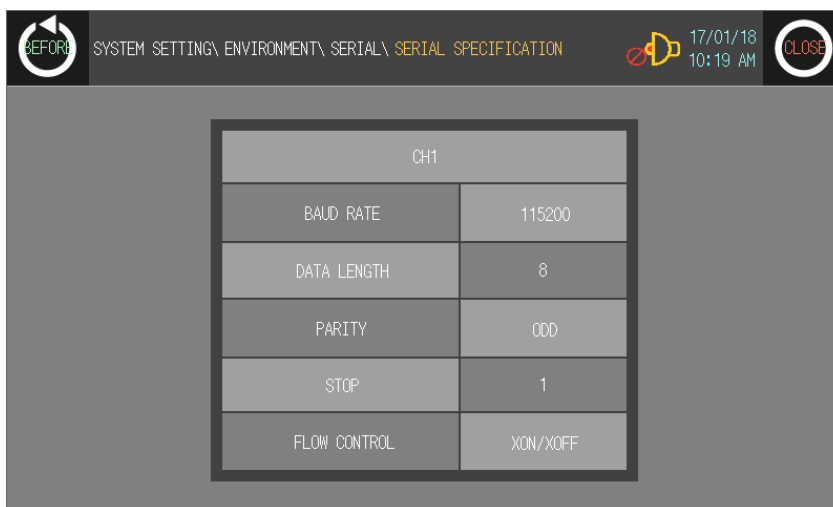 BEFORE
SYSTEM SETTING\ ENVIRONMENT\ SERIAL\ SERIAL SPECIFICATION
17/01/18
10:19 AM
CLOSE
CH1
BAUD RATE 115200
DATA LENGTH 8
PARITY ODD
STOP 1
FLOW CONTROL XON/XOFF